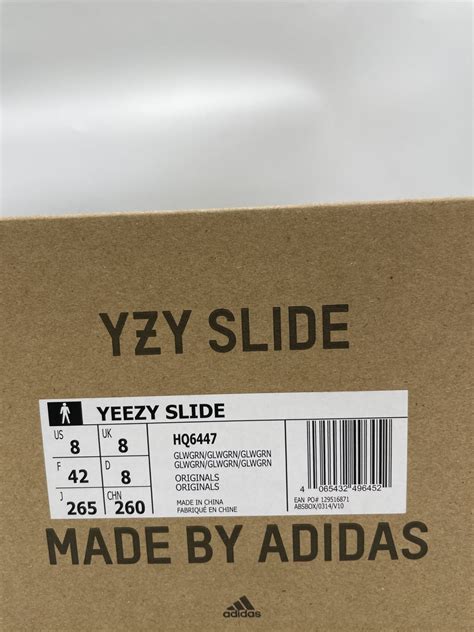 YZY SLIDE
YEEZY SLIDE
US 8 UK 8
F 42 D 8
J 265 CHN 260
HQ6447
GLWGRN/GLWGRN/GLWGRN
GLWGRN/GLWGRN/GLWGRN
ORIGINALS
ORIGINALS
MADE IN CHINA
FABRIQUÉ EN CHINE
4 065432 496452
EAN PO# 129516871
ABSBOX/0314/V10
MADE BY ADIDAS
adidas